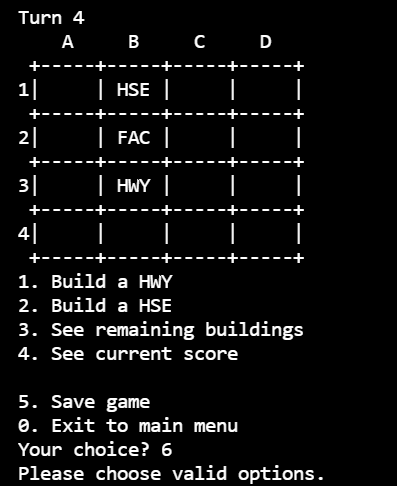 Turn 4
     A     B     C     D
 +-----+-----+-----+-----+
1|     | HSE |     |     |
 +-----+-----+-----+-----+
2|     | FAC |     |     |
 +-----+-----+-----+-----+
3|     | HWY |     |     |
 +-----+-----+-----+-----+
4|     |     |     |     |
 +-----+-----+-----+-----+
1. Build a HWY
2. Build a HSE
3. See remaining buildings
4. See current score

5. Save game
0. Exit to main menu
Your choice? 6
Please choose valid options.